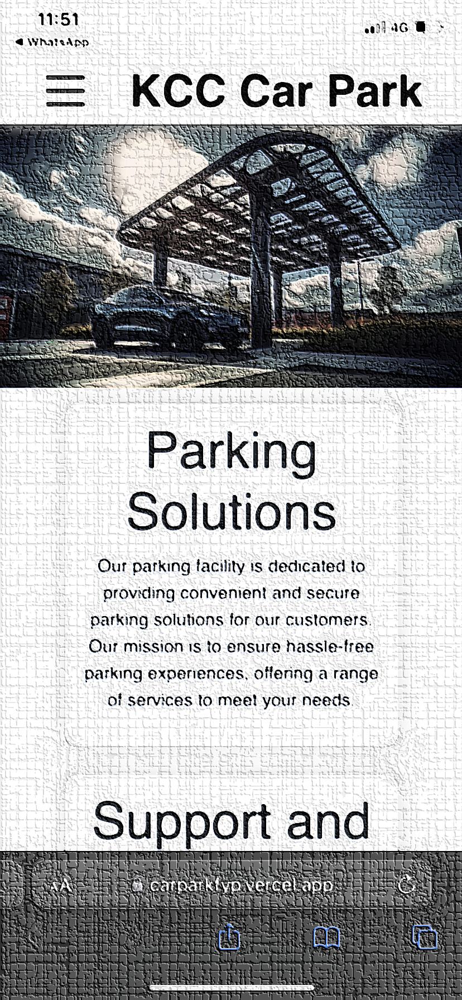 11:51
4G
◀ WhatsApp
KCC Car Park
Parking
Solutions
Our parking facility is dedicated to
providing convenient and secure
parking solutions for our customers.
Our mission is to ensure hassle-free
parking experiences, offering a range
of services to meet your needs.
Support and
AA
carparkfyp.vercel.app